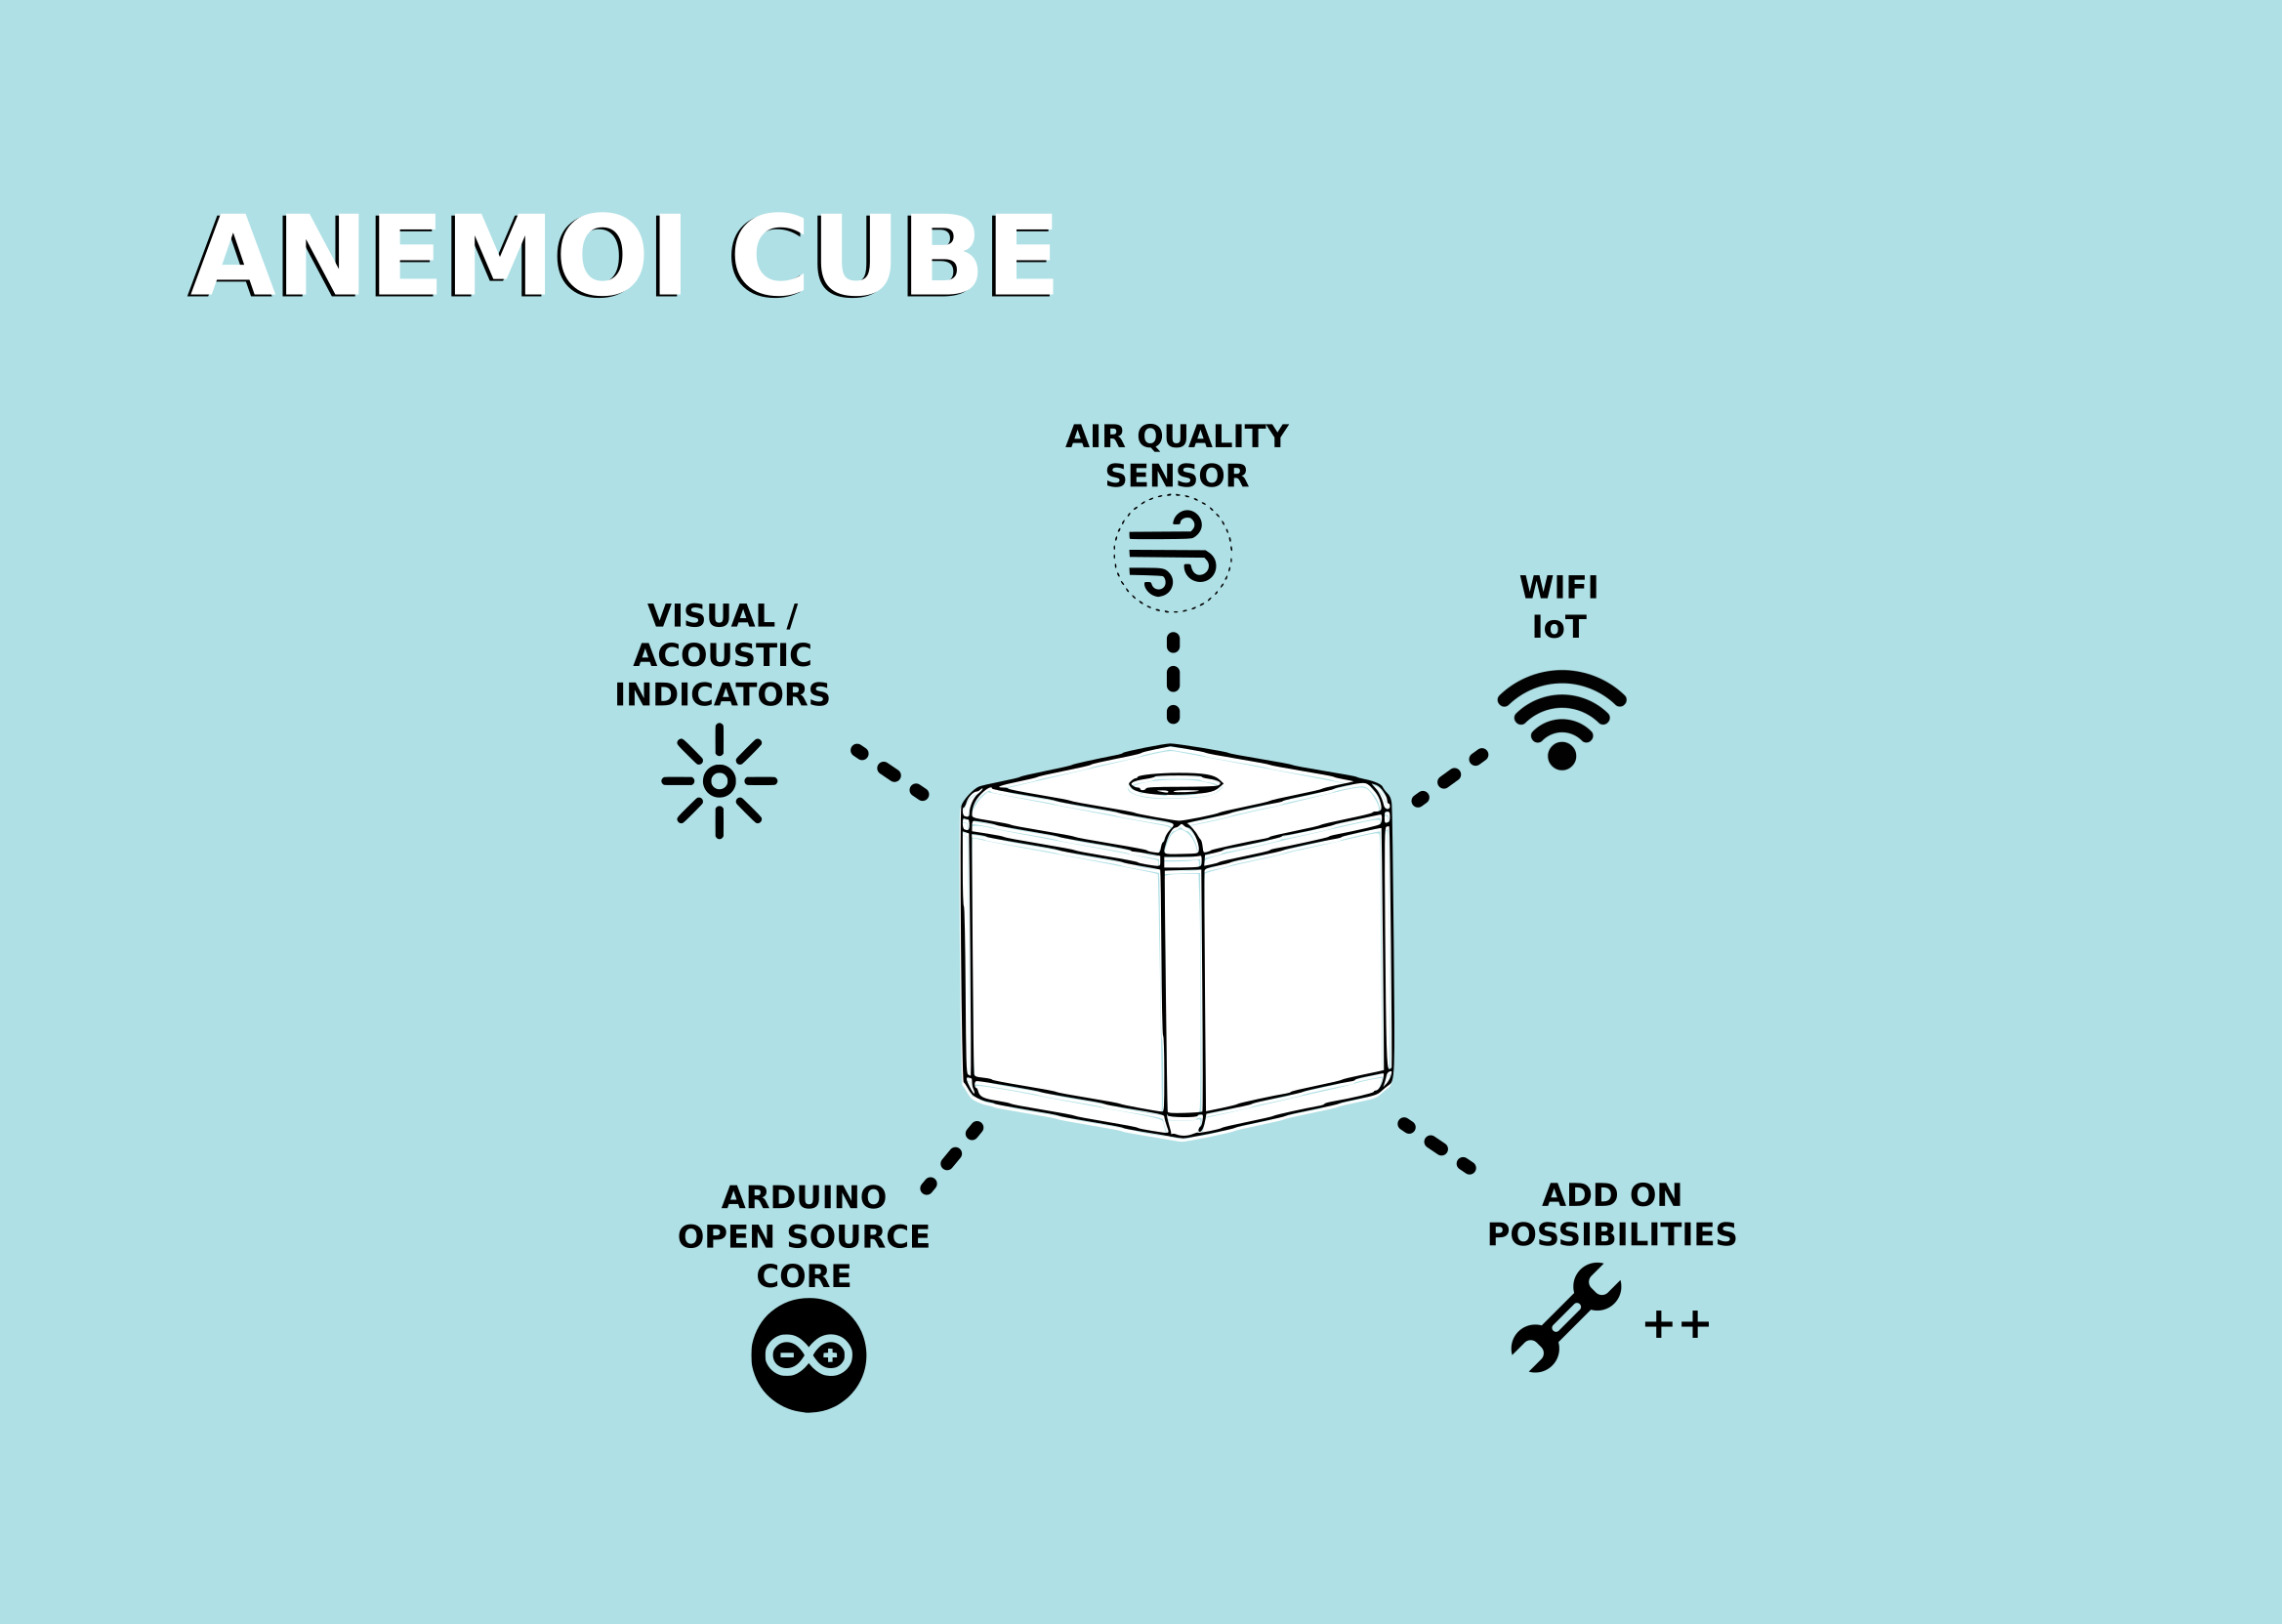 ANEMOI CUBE
AIR QUALITY
SENSOR
WIFI
IoT
VISUAL /
ACOUSTIC
INDICATORS
ARDUINO
OPEN SOURCE
CORE
ADD ON
POSSIBILITIES
++